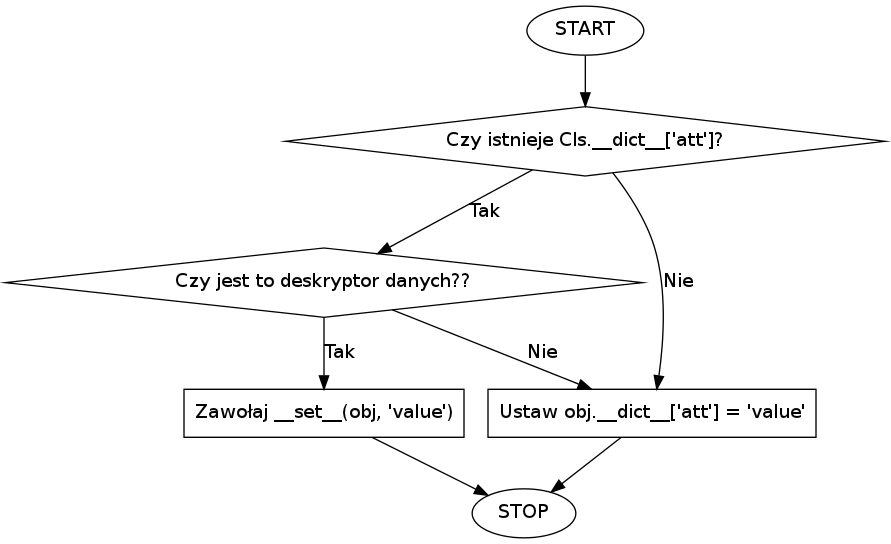 START
Czy istnieje Cls.__dict__['att']?
Tak
Nie
Czy jest to deskryptor danych??
Tak
Nie
Zawołaj __set__(obj, 'value')
Ustaw obj.__dict__['att'] = 'value'
STOP